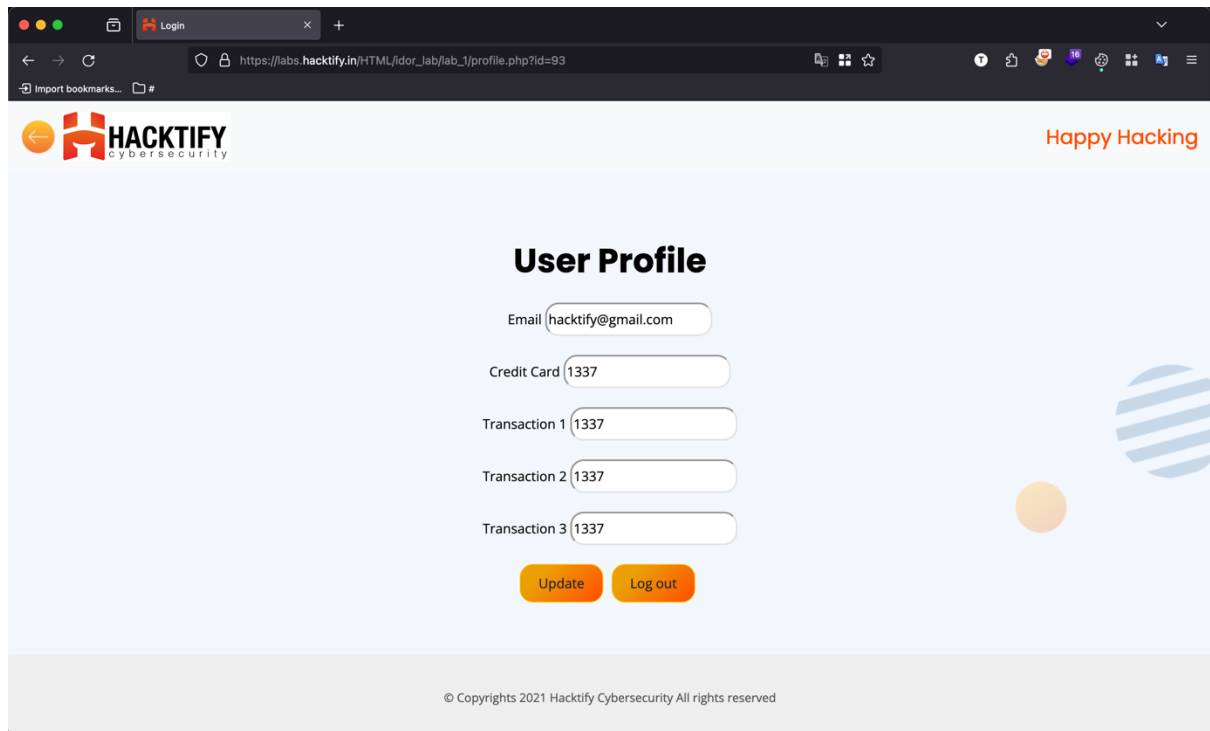 Login
https://labs.hacktify.in/HTML/idor_lab/lab_1/profile.php?id=93
16
Import bookmarks... #
HACKTIFY
cybersecurity
Happy Hacking
User Profile
Email hacktify@gmail.com
Credit Card 1337
Transaction 1 1337
Transaction 2 1337
Transaction 3 1337
Update Log out
© Copyrights 2021 Hacktify Cybersecurity All rights reserved